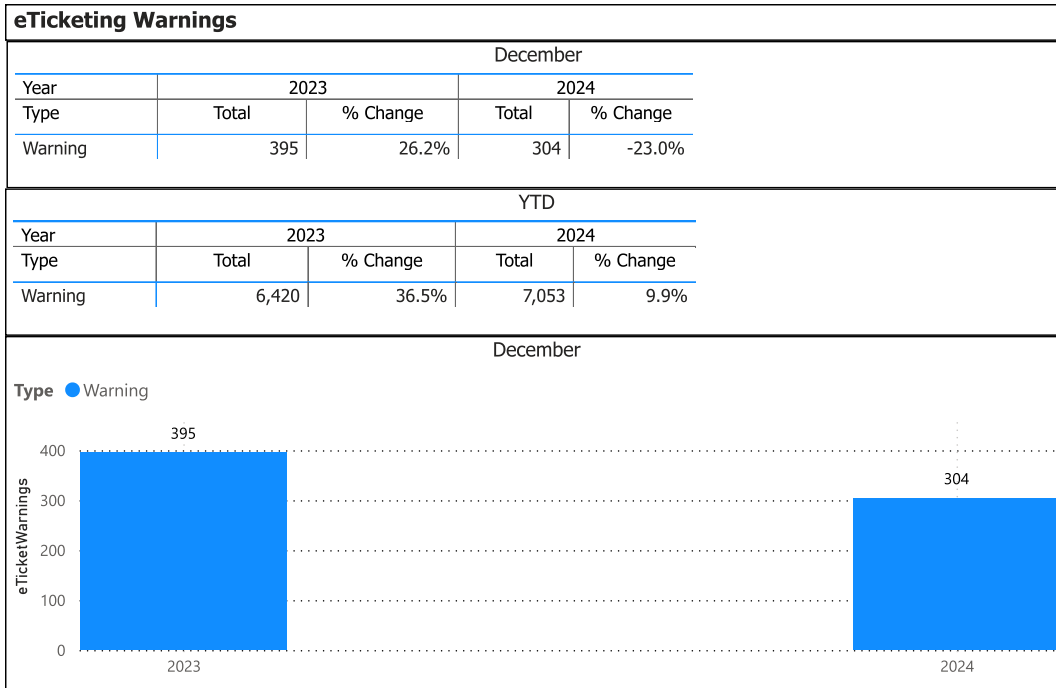 eTicketing Warnings
December
Year 2023 2024
Type Total % Change Total % Change
Warning 395 26.2% 304 -23.0%
YTD
Year 2023 2024
Type Total % Change Total % Change
Warning 6,420 36.5% 7,053 9.9%
December
Type Warning
395
400
304
300
200
100
0
eTicketWarnings
2023 2024